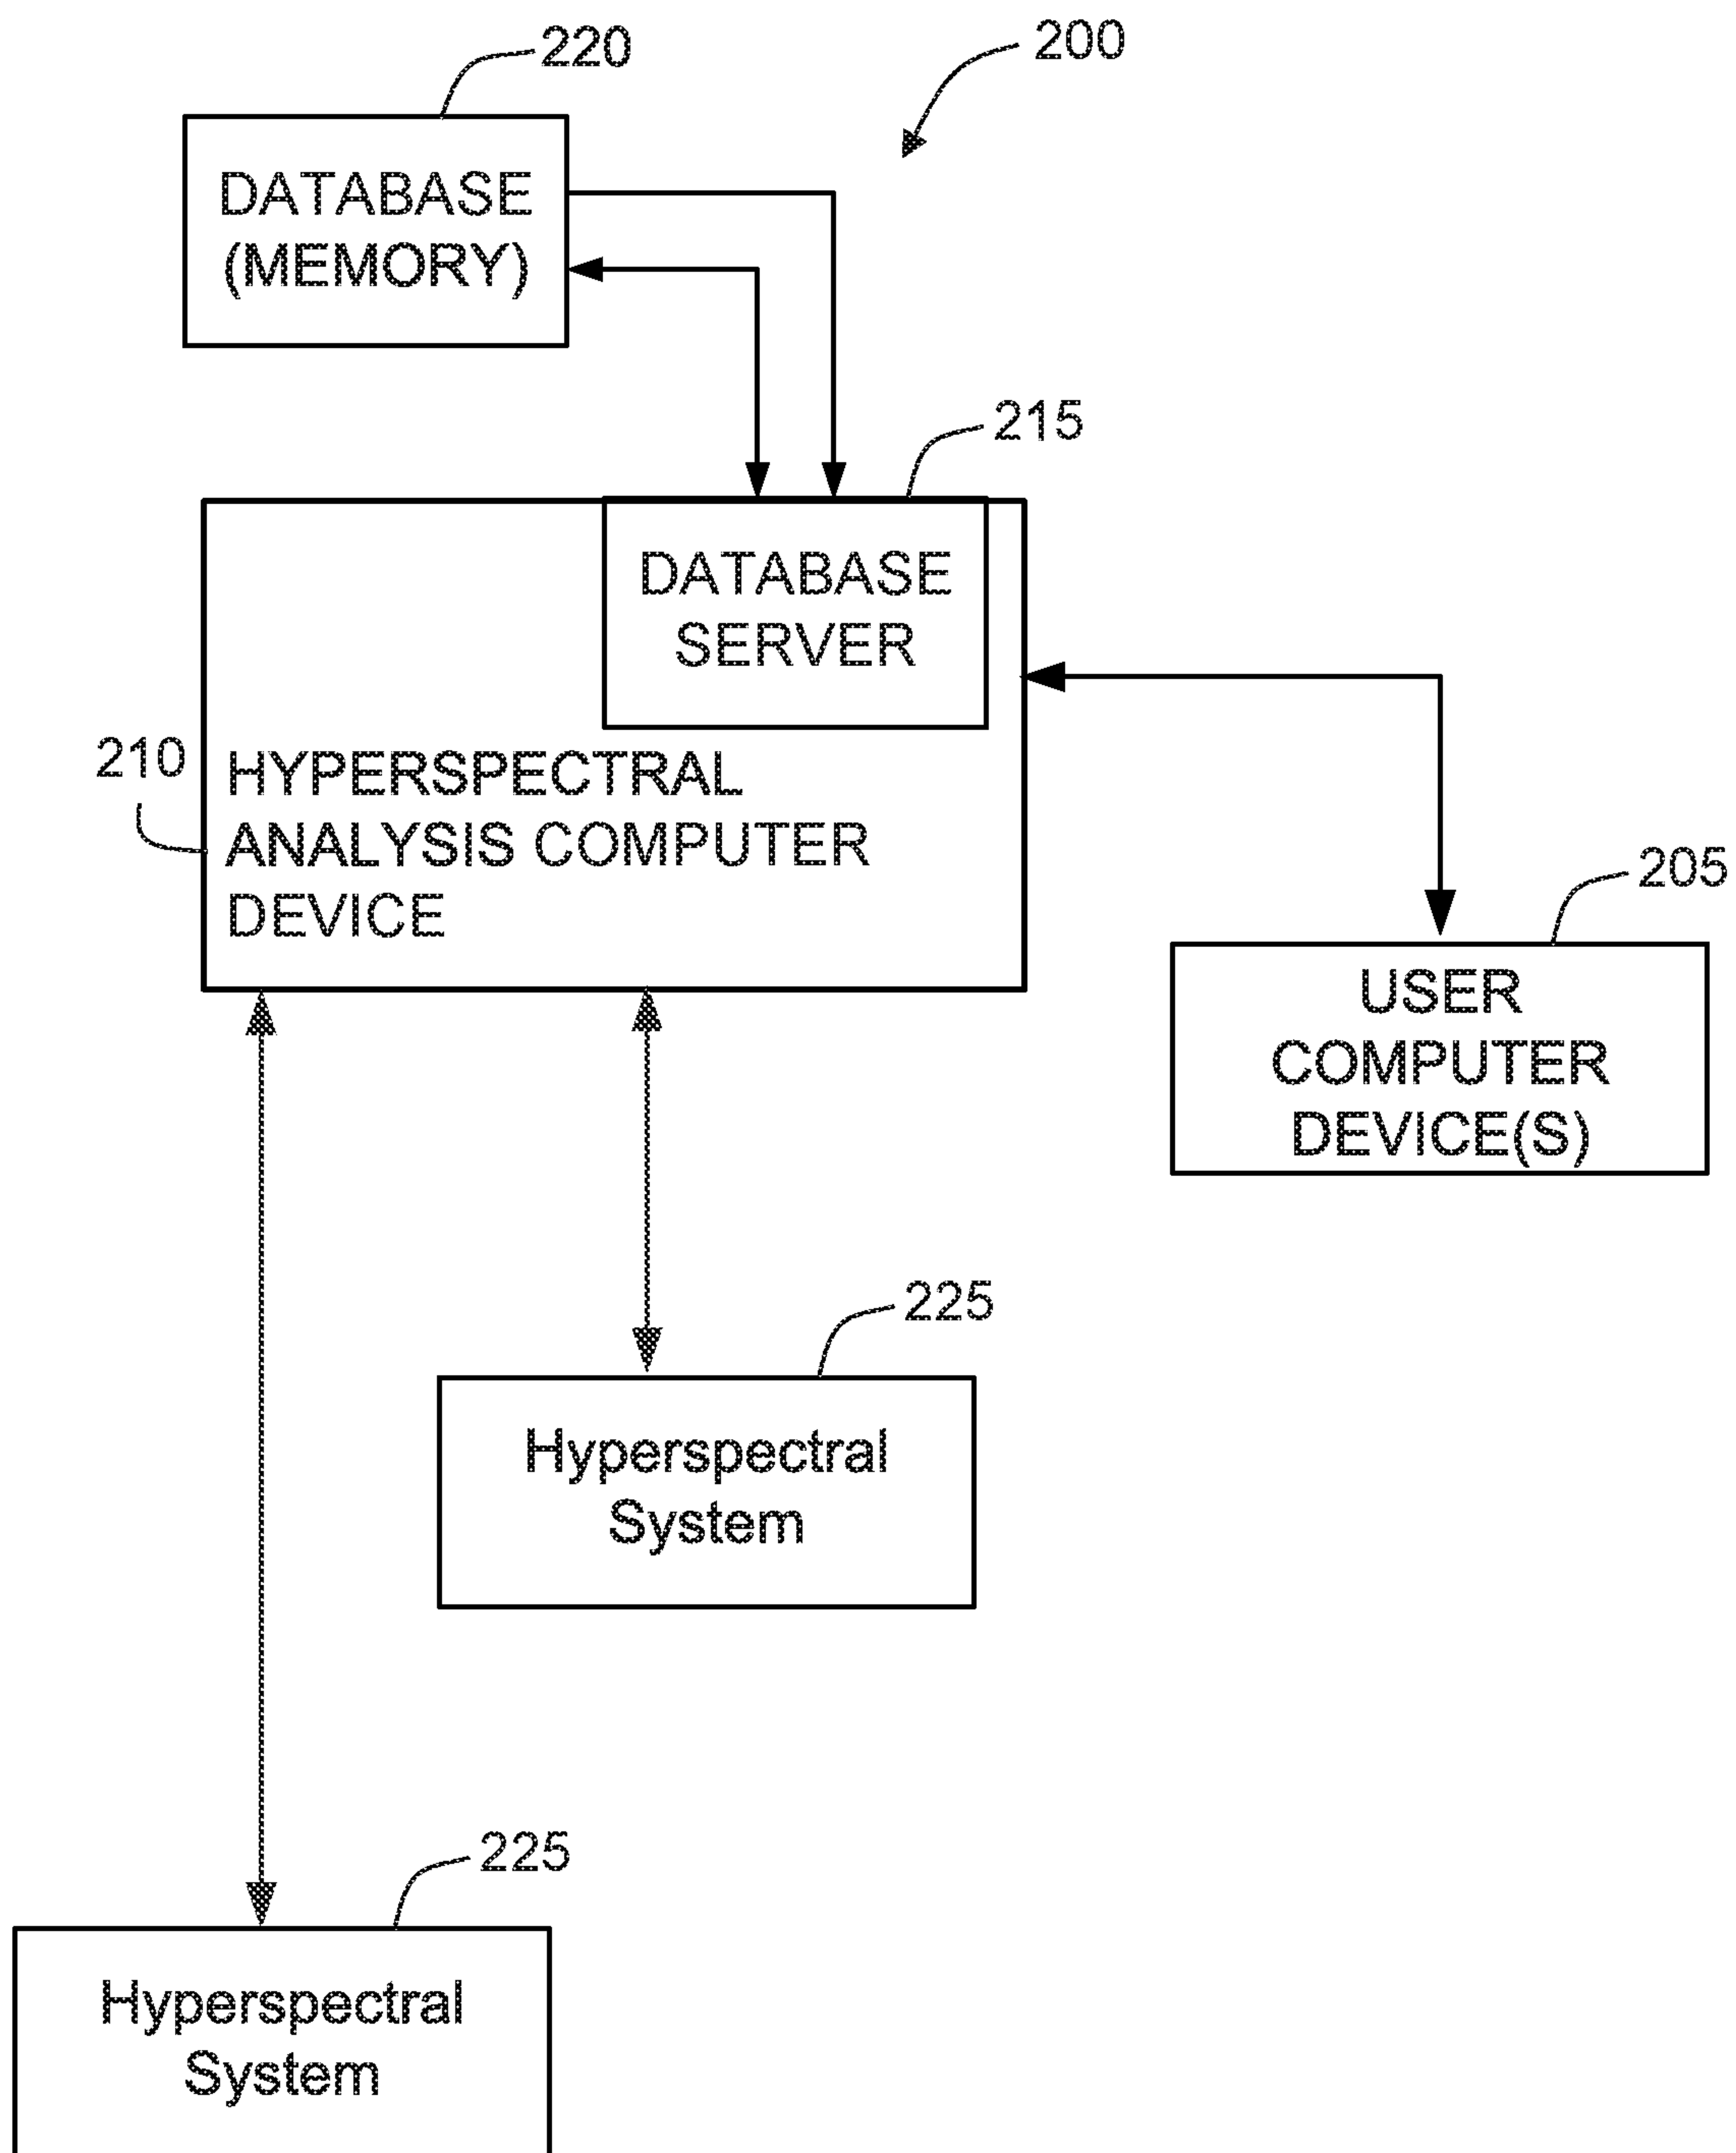 220
200
DATABASE
(MEMORY)
215
DATABASE
SERVER
210
HYPERSPECTRAL
ANALYSIS COMPUTER
DEVICE
205
USER
COMPUTER
DEVICE(S)
225
Hyperspectral
System
225
Hyperspectral
System